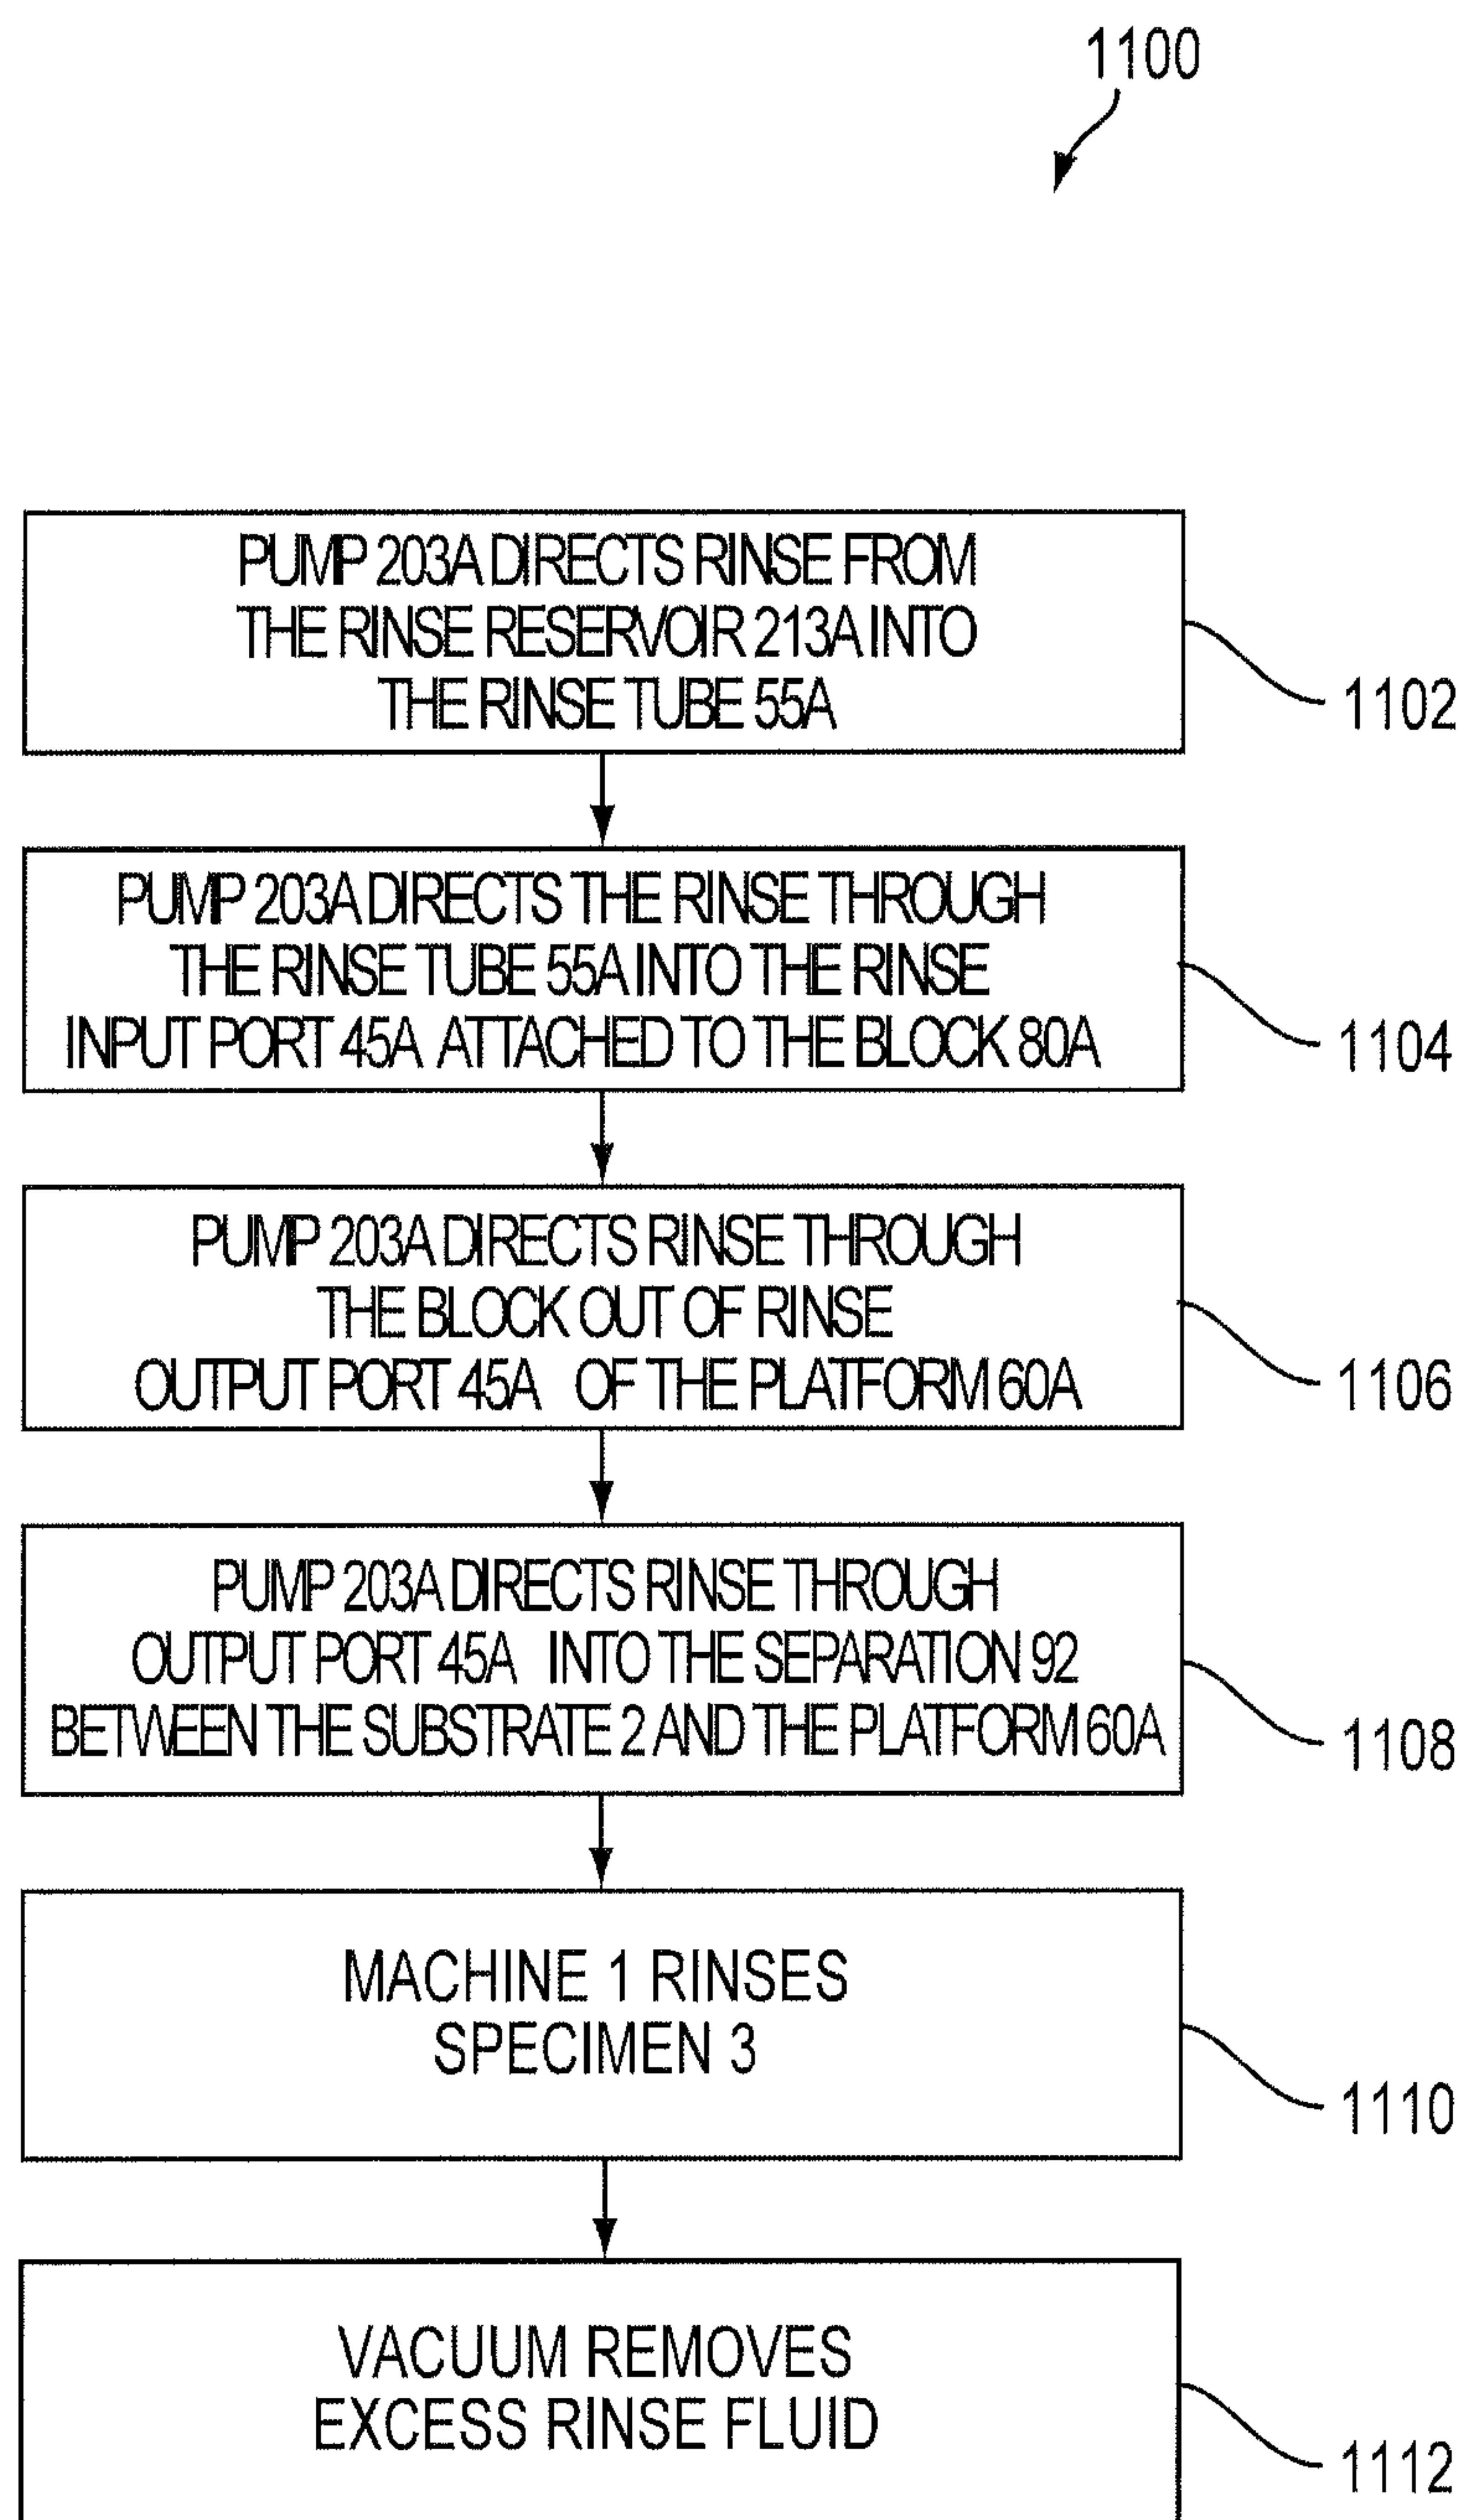 1100
PUMP 203A DIRECTS RINSE FROM
THE RINSE RESERVOIR 213A INTO
THE RINSE TUBE 55A
1102
PUMP 203A DIRECTS THE RINSE THROUGH
THE RINSE TUBE 55A INTO THE RINSE
INPUT PORT 45A ATTACHED TO THE BLOCK 80A
1104
PUMP 203A DIRECTS RINSE THROUGH
THE BLOCK OUT OF RINSE
OUTPUT PORT 45A OF THE PLATFORM 60A
1106
PUMP 203A DIRECTS RINSE THROUGH
OUTPUT PORT 45A INTO THE SEPARATION 92
BETWEEN THE SUBSTRATE 2 AND THE PLATFORM 60A
1108
MACHINE 1 RINSES
SPECIMEN 3
1110
VACUUM REMOVES
EXCESS RINSE FLUID
1112